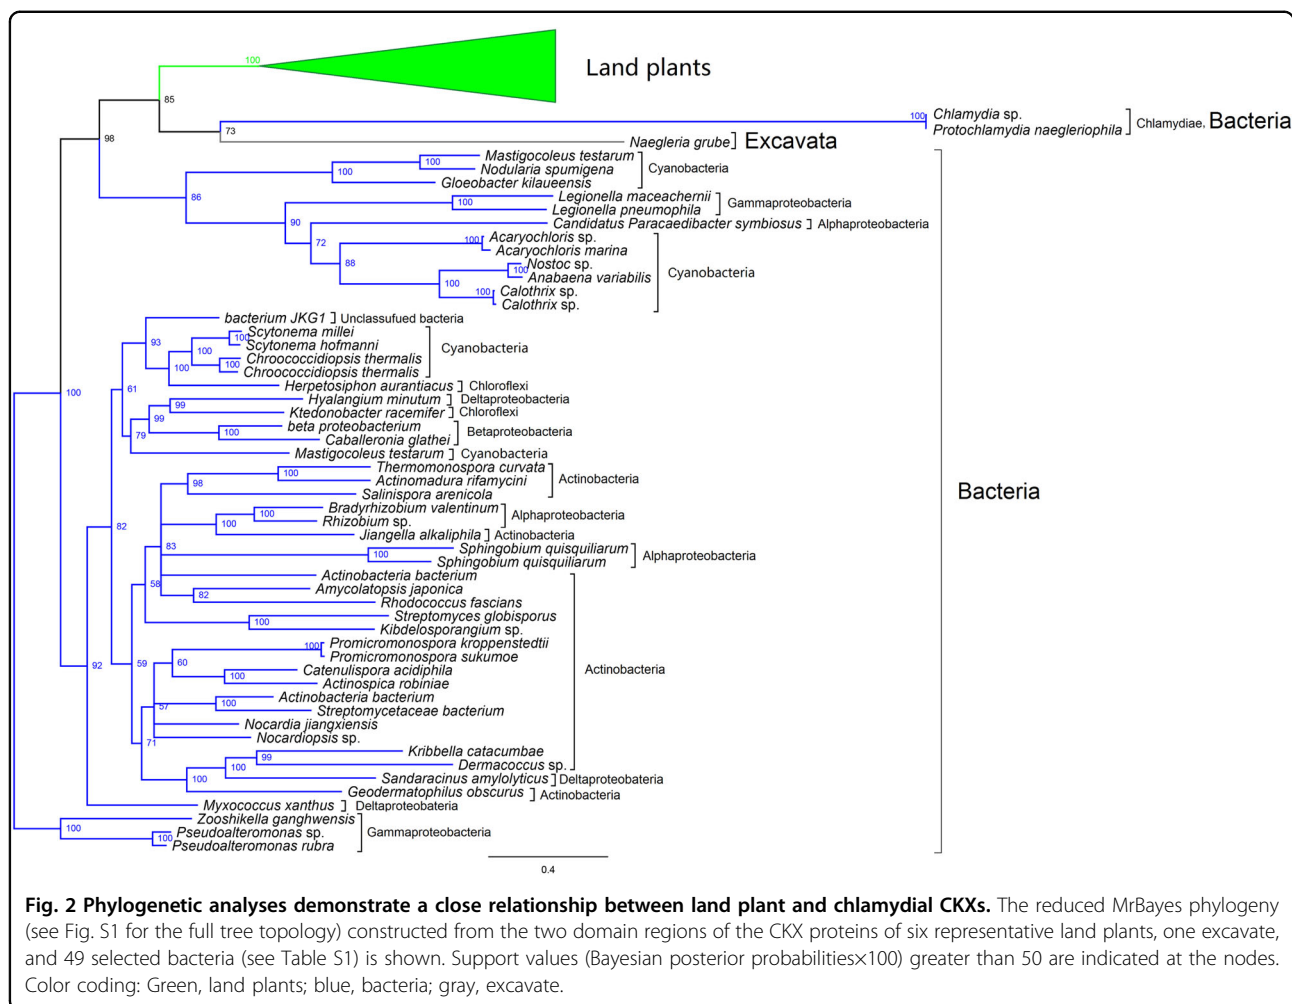 100
Land plants
85
100
Chlamydia sp.
Protochlamydia naegleriophila
Chlamydiae, Bacteria
73
98
Naegleria grube
Excavata
Mastigocoleus testarum
100
Nodularia spumigena
Cyanobacteria
100
Gloeobacter kilaueensis
86
Legionella maceachernii
100
Gammaproteobacteria
Legionella pneumophila
90
Candidatus Paracaedibacter symbiosus
Alphaproteobacteria
72
Acaryochloris sp.
100
Acaryochloris marina
88
Nostoc sp.
100
Cyanobacteria
Anabaena variabilis
100
Calothrix sp.
100
Calothrix sp.
bacterium JKG1
Unclassufued bacteria
Scytonema millei
100
93
Scytonema hofmanni
100
Cyanobacteria
Chroococcidiopsis thermalis
100
100
Chroococcidiopsis thermalis
Herpetosiphon aurantiacus
Chloroflexi
61
100
Hyalangium minutum
Deltaproteobacteria
99
Ktedonobacter racemifer
Chloroflexi
99
beta proteobacterium
100
Betaproteobacteria
79
Caballeronia glathei
Mastigocoleus testarum
Cyanobacteria
Thermomonospora curvata
100
Actinomadura rifamycini
Actinobacteria
98
Salinispora arenicola
Bacteria
Bradyrhizobium valentinum
100
Alphaproteobacteria
Rhizobium sp.
100
82
Jiangella alkaliphila
Actinobacteria
83
Sphingobium quisquiliarum
100
Alphaproteobacteria
Sphingobium quisquiliarum
Actinobacteria bacterium
58
Amycolatopsis japonica
82
Rhodococcus fascians
Streptomyces globisporus
100
Kibdelosporangium sp.
Promicromonospora kroppenstedtii
100
Promicromonospora sukumoe
60
92
59
Catenulispora acidiphila
Actinobacteria
100
Actinospica robiniae
Actinobacteria bacterium
100
57
Streptomycetaceae bacterium
Nocardia jiangxiensis
Nocardiopsis sp.
71
Kribbella catacumbae
99
Dermacoccus sp.
100
Sandaracinus amylolyticus
Deltaproteobateria
100
Geodermatophilus obscurus
Actinobacteria
Myxococcus xanthus
Deltaproteobateria
Zooshikella ganghwensis
100
Pseudoalteromonas sp.
Gammaproteobacteria
100
Pseudoalteromonas rubra
0.4
Fig. 2 Phylogenetic analyses demonstrate a close relationship between land plant and chlamydial CKXs. The reduced MrBayes phylogeny
(see Fig. S1 for the full tree topology) constructed from the two domain regions of the CKX proteins of six representative land plants, one excavate,
and 49 selected bacteria (see Table S1) is shown. Support values (Bayesian posterior probabilities×100) greater than 50 are indicated at the nodes.
Color coding: Green, land plants; blue, bacteria; gray, excavate.